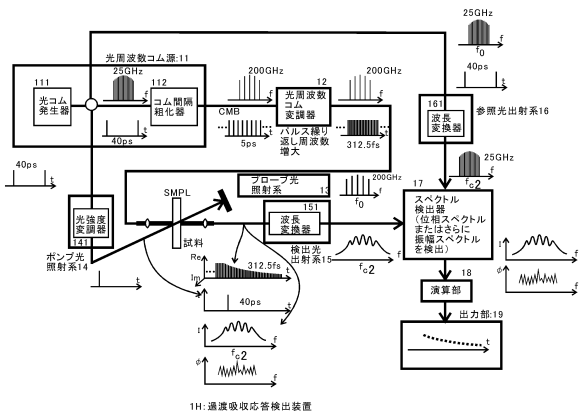 25GHz
f
f0
40ps
t
光周波数コム源:11
111
光コム
発生器
25GHz
f
40ps
t
112
コム間隔
粗化器
200GHz
f
CMB
5ps
t
12
光周波数
コム
変調器
パルス繰り
返し周波数
増大
200GHz
f
312.5fs
t
161
波長
変換器
参照光出射系16
25GHz
f
fc2
40ps
t
光強度
変調器
141
ポンプ光
照射系14
t
SMPL
試料
プローブ光
照射系
13
200GHz
f
f0
151
波長
変換器
検出光
出射系15
fc2
f
17
スペクトル
検出器
(位相スペクトル
またはさらに
振幅スペクトル
を検出)
I
f
Φ
f
Re
Im
312.5fs
t
I
40ps
t
I
f
fc2
Φ
f
18
演算部
出力部:19
t
1H:過渡吸収応答検出装置